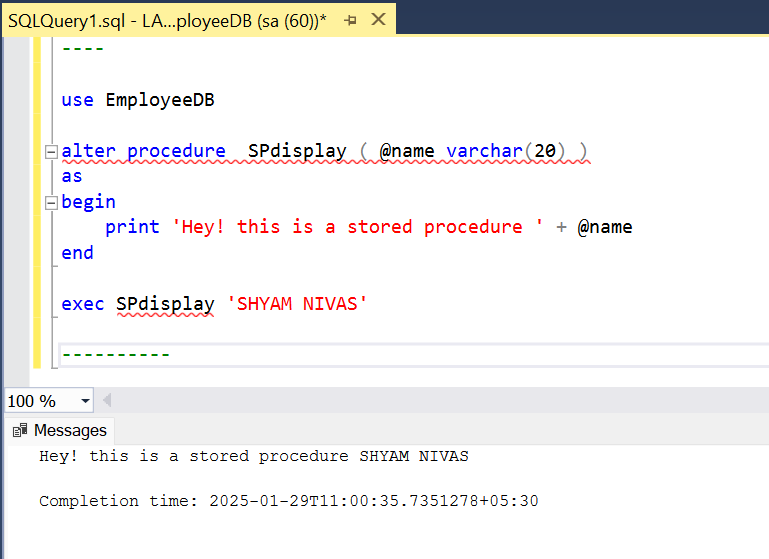 SQLQuery1.sql - LA...ployeeDB (sa (60))*
----
use EmployeeDB
alter procedure  SPdisplay ( @name varchar(20) )
as
begin
    print 'Hey! this is a stored procedure ' + @name
end
exec SPdisplay 'SHYAM NIVAS'
----------
100 %
Messages
Hey! this is a stored procedure SHYAM NIVAS
Completion time: 2025-01-29T11:00:35.7351278+05:30